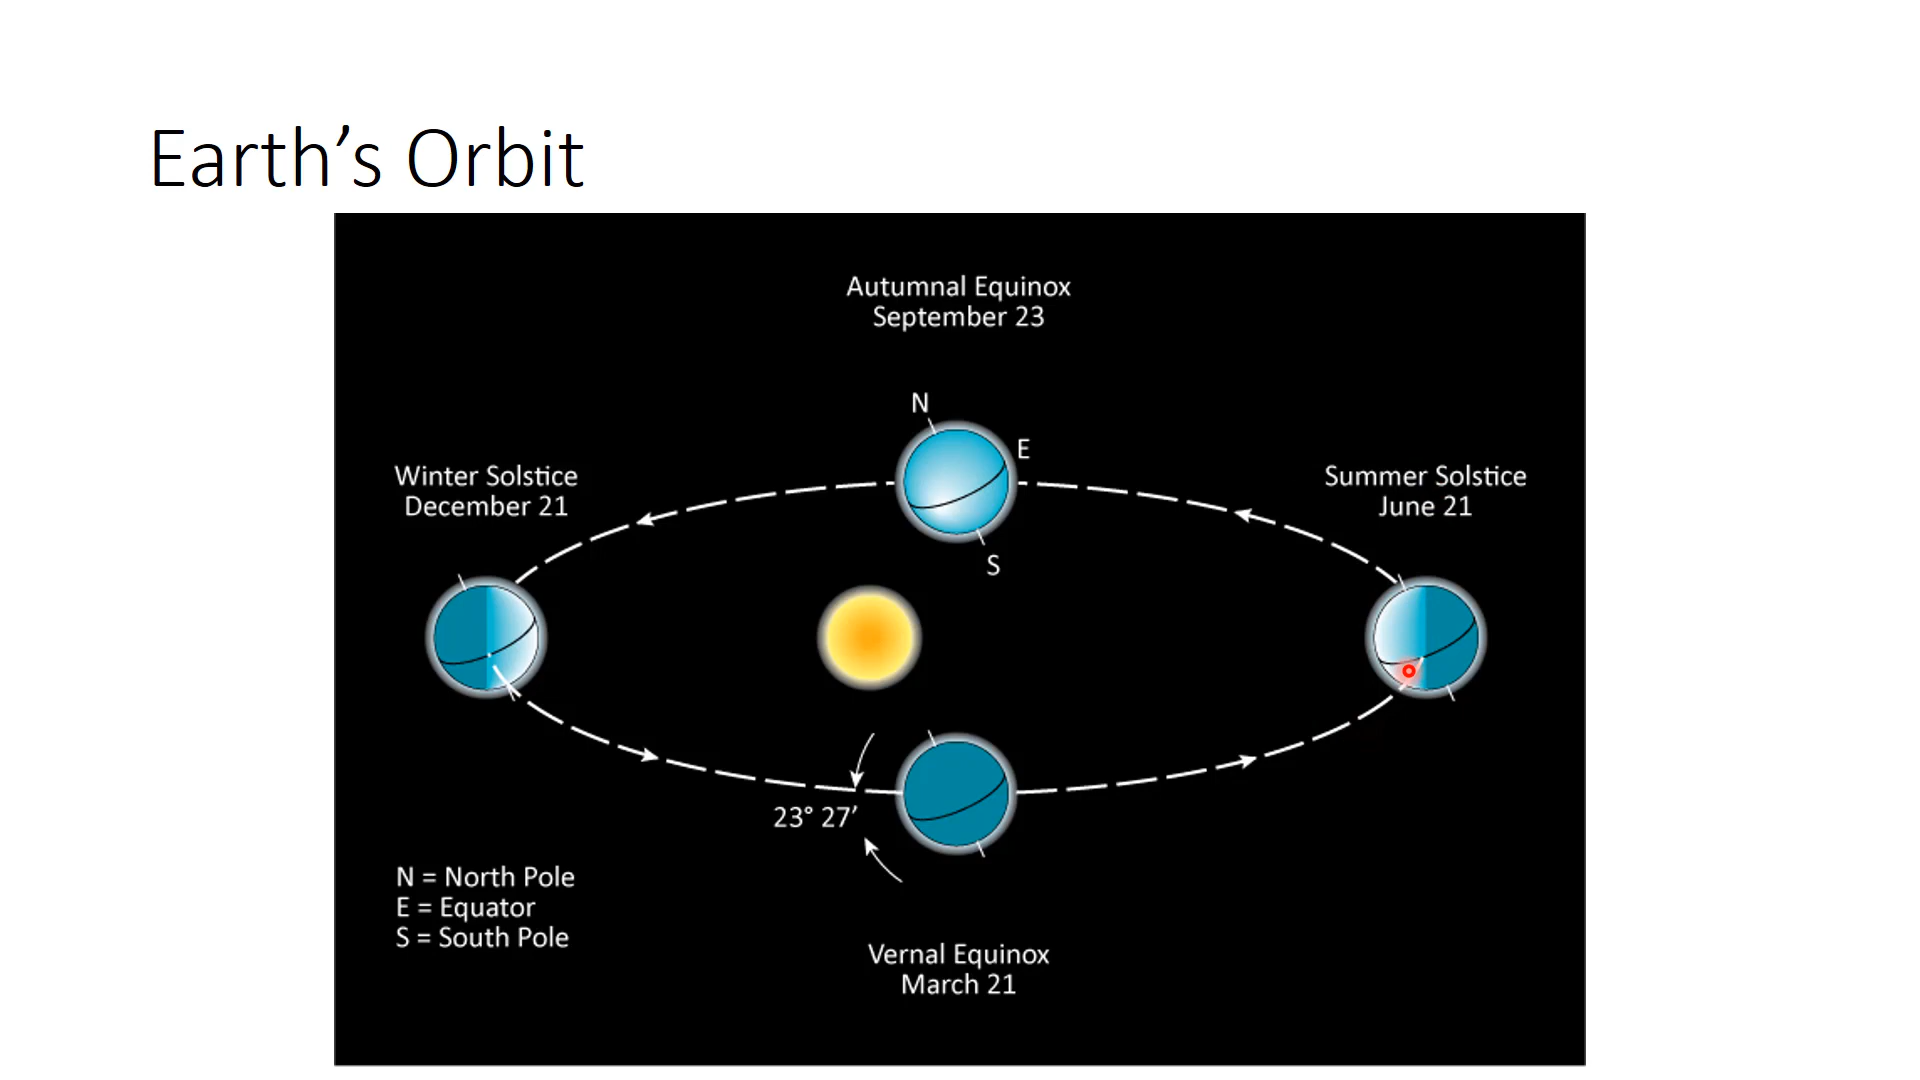 Earth’s Orbit
Autumnal Equinox
September 23
N
E
Winter Solstice
December 21
Summer Solstice
June 21
S
23° 27’
N = North Pole
E = Equator
S = South Pole
Vernal Equinox
March 21